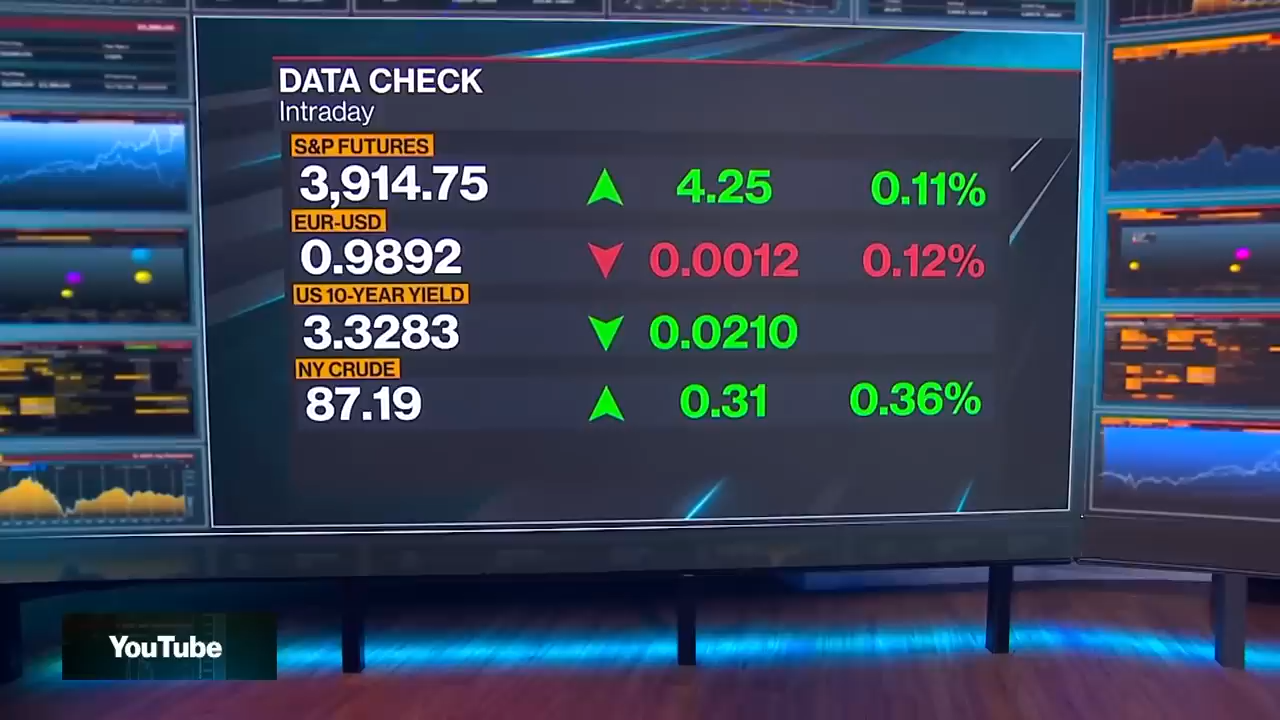 DATA CHECK
Intraday
S&P FUTURES
3,914.75 ▲ 4.25 0.11%
EUR-USD
0.9892 ▼ 0.0012 0.12%
US 10-YEAR YIELD
3.3283 ▼ 0.0210
NY CRUDE
87.19 ▲ 0.31 0.36%
YouTube